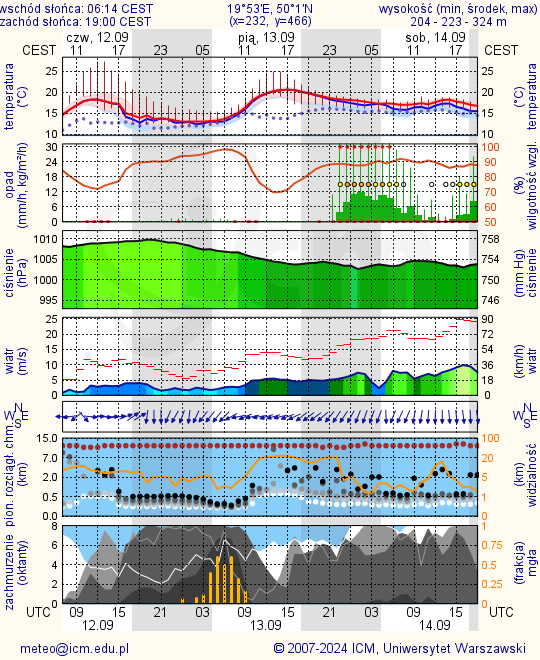 wschód słońca: 06:14 CEST 19°53'E, 50°1'N wysokość (min, środek, max)
zachód słońca: 19:00 CEST (x=232, y=466) 204 - 223 - 324 m
CEST czw, 12.09 pią, 13.09 sob, 14.09 CEST
11 17 23 05 11 17 23 05 11 17
temperatura (°C)
25
20
15
10
temperatura (°C)
25
20
15
10
opad (mm/h, kg/m²/h)
30
24
18
12
6
0
100
90
80
70
60
50
(%) wilgotność wzgl.
ciśnienie (hPa)
1010
1005
1000
995
758
754
750
746
(mm Hg) ciśnienie
wiatr (m/s)
25
20
15
10
5
0
90
72
54
36
18
0
(km/h) wiatr
N
W E
S
N
W E
S
pion. rozciągł. chm. (km)
15.0
7.0
2.0
0.5
0.0
100
20
5
1
0
(km) widzialność
zachmurzenie (oktanty)
8
6
4
2
0
1
0.75
0.5
0.25
0
(frakcja) mgła
UTC 09 15 21 03 09 15 21 03 09 15 UTC
12.09 13.09 14.09
meteo@icm.edu.pl © 2007-2024 ICM, Uniwersytet Warszawski